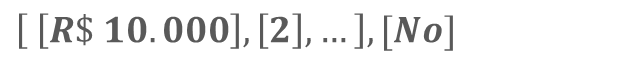 [ [R$ 10.000], [2], ... ], [No]